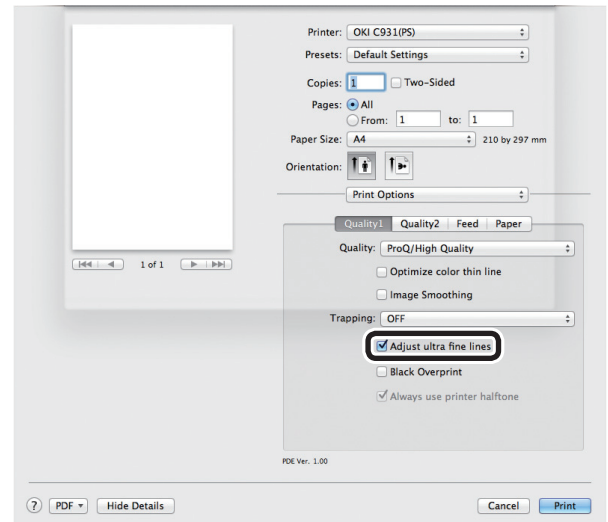 Printer: OKI C931(PS)
Presets: Default Settings
Copies: 1 Two-Sided
Pages: All
From: 1 to: 1
Paper Size: A4 210 by 297 mm
Orientation:
Print Options
Quality1 Quality2 Feed Paper
Quality: ProQ/High Quality
1 of 1
Optimize color thin line
Image Smoothing
Trapping: OFF
Adjust ultra fine lines
Black Overprint
Always use printer halftone
PDE Ver. 1.00
? PDF Hide Details Cancel Print